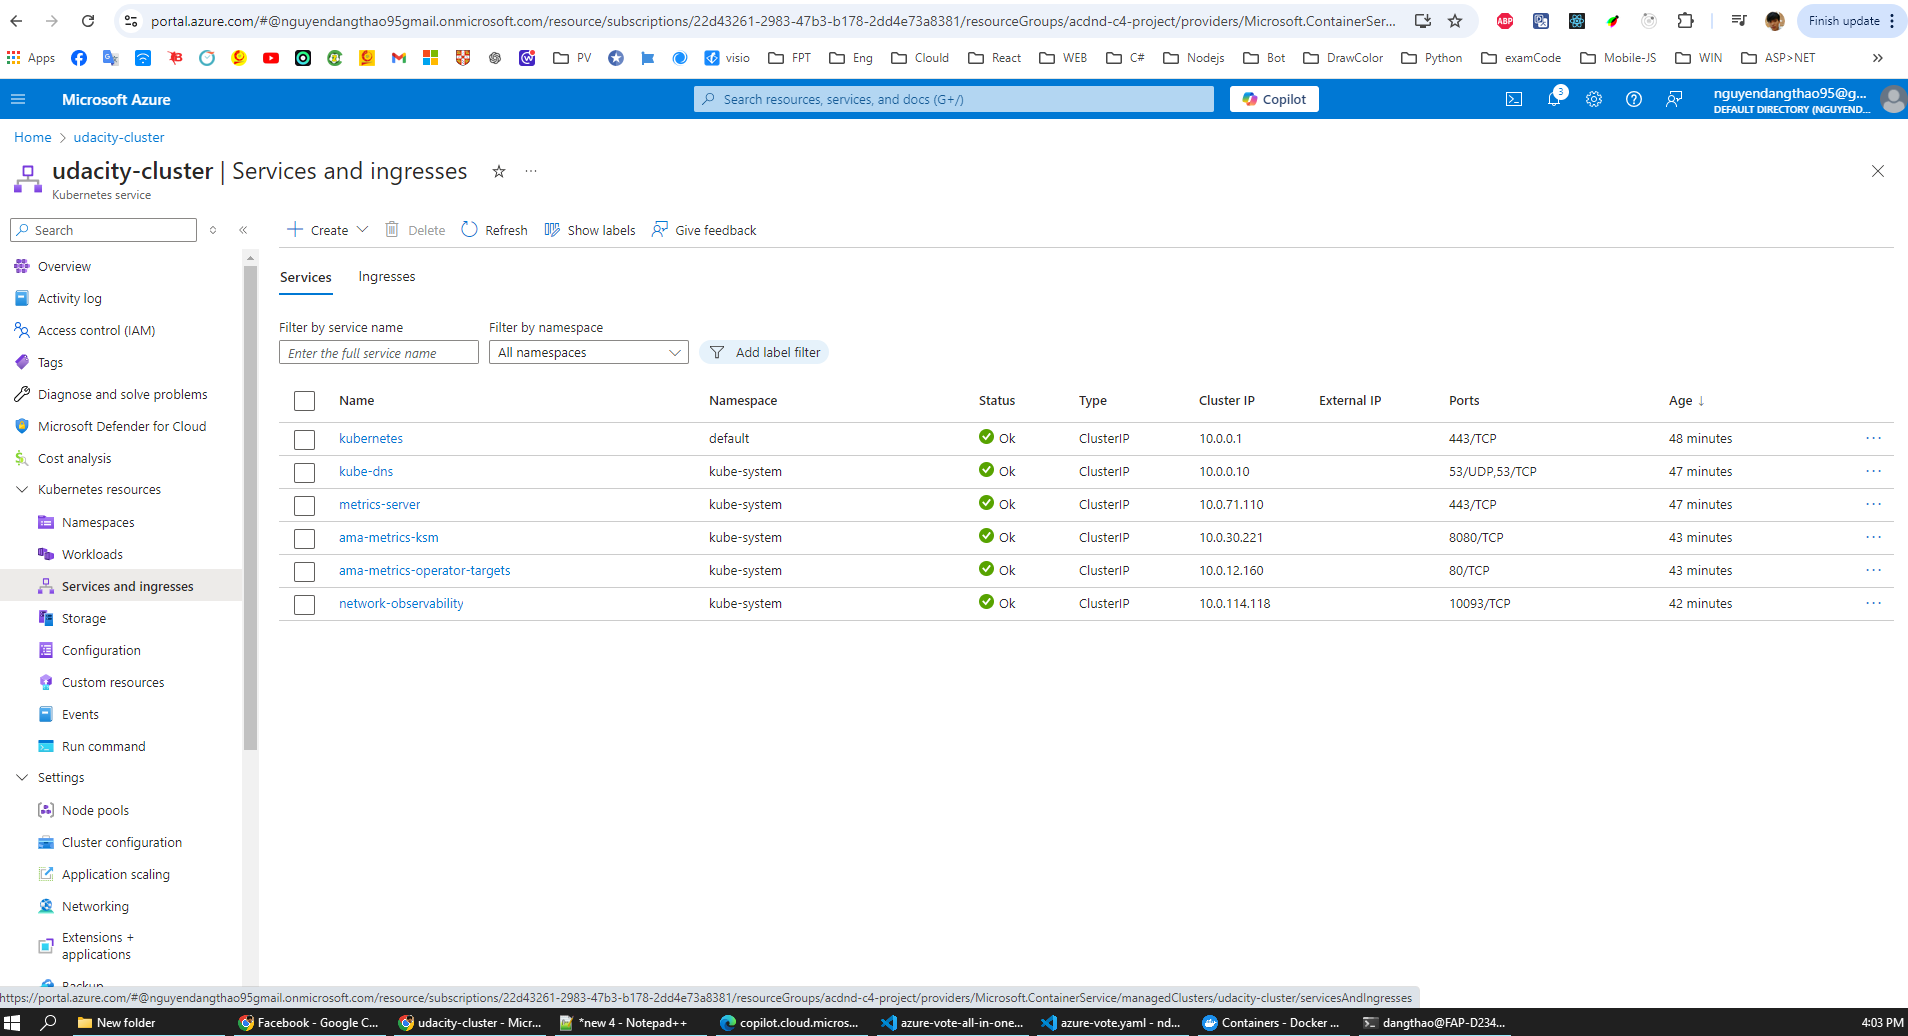 portal.azure.com/#@nguyendangthao95gmail.onmicrosoft.com/resource/subscriptions/22d43261-2983-47b3-b178-2dd4e73a8381/resourceGroups/acdnd-c4-project/providers/Microsoft.ContainerSer...
ABP
Finish update
Apps
visio
PV
FPT
Eng
Clould
React
WEB
C#
Nodejs
Bot
DrawColor
Python
examCode
Mobile-JS
WIN
ASP>NET
Microsoft Azure
Search resources, services, and docs (G+/)
Copilot
3
nguyendangthao95@g...
DEFAULT DIRECTORY (NGUYEND...
Home > udacity-cluster
udacity-cluster | Services and ingresses
Kubernetes service
Search
Create
Delete
Refresh
Show labels
Give feedback
Overview
Activity log
Access control (IAM)
Tags
Diagnose and solve problems
Microsoft Defender for Cloud
Cost analysis
Kubernetes resources
Namespaces
Workloads
Services and ingresses
Storage
Configuration
Custom resources
Events
Run command
Settings
Node pools
Cluster configuration
Application scaling
Networking
Extensions +
applications
Backup
Services Ingresses
Filter by service name Filter by namespace
Enter the full service name All namespaces Add label filter
Name Namespace Status Type Cluster IP External IP Ports Age ↓
kubernetes default Ok ClusterIP 10.0.0.1 443/TCP 48 minutes
kube-dns kube-system Ok ClusterIP 10.0.0.10 53/UDP,53/TCP 47 minutes
metrics-server kube-system Ok ClusterIP 10.0.71.110 443/TCP 47 minutes
ama-metrics-ksm kube-system Ok ClusterIP 10.0.30.221 8080/TCP 43 minutes
ama-metrics-operator-targets kube-system Ok ClusterIP 10.0.12.160 80/TCP 43 minutes
network-observability kube-system Ok ClusterIP 10.0.114.118 10093/TCP 42 minutes
https://portal.azure.com/#@nguyendangthao95gmail.onmicrosoft.com/resource/subscriptions/22d43261-2983-47b3-b178-2dd4e73a8381/resourceGroups/acdnd-c4-project/providers/Microsoft.ContainerService/managedClusters/udacity-cluster/servicesAndIngresses
New folder
Facebook - Google C...
udacity-cluster - Micr...
*new 4 - Notepad++
copilot.cloud.micros...
azure-vote-all-in-one...
azure-vote.yaml - nd...
Containers - Docker ...
dangthao@FAP-D234...
4:03 PM